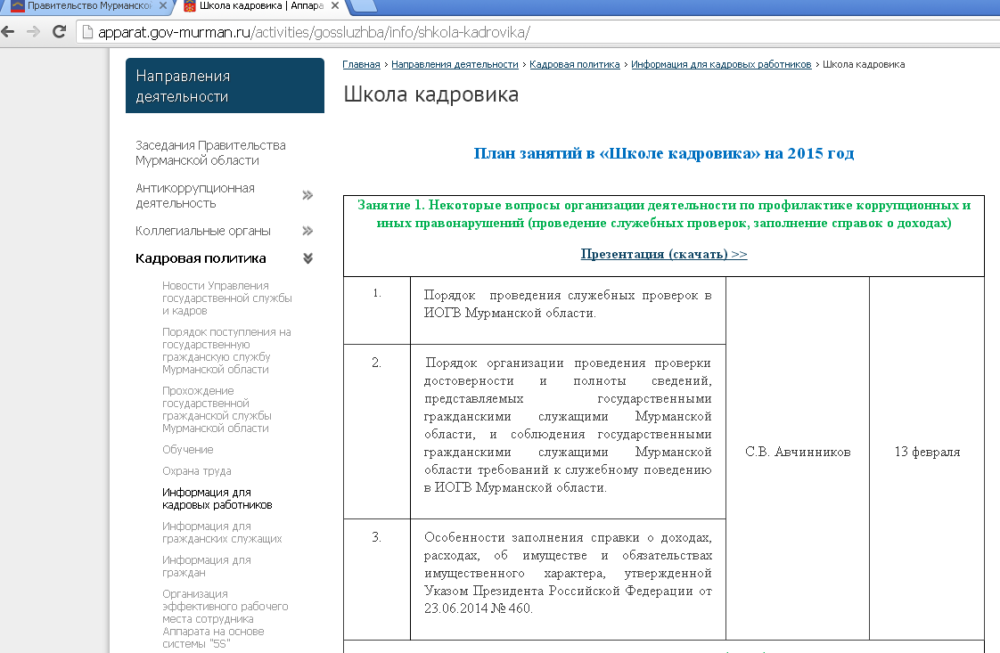 Правительство Мурманской
Школа кадровика | Аппара
apparat.gov-murman.ru/activities/gossluzhba/info/shkola-kadrovika/
Направления
деятельности
Заседания Правительства
Мурманской области
Антикоррупционная
деятельность
Коллегиальные органы
Кадровая политика
Новости Управления
государственной службы
и кадров
Порядок поступления на
государственную
гражданскую службу
Мурманской области
Прохождение
государственной
гражданской службы
Мурманской области
Обучение
Охрана труда
Информация для
кадровых работников
Информация для
гражданских служащих
Информация для
граждан
Организация
эффективного рабочего
места сотрудника
Аппарата на основе
системы "5S"
Главная › Направления деятельности › Кадровая политика › Информация для кадровых работников › Школа кадровика
Школа кадровика
План занятий в «Школе кадровика» на 2015 год
Занятие 1. Некоторые вопросы организации деятельности по профилактике коррупционных и
иных правонарушений (проведение служебных проверок, заполнение справок о доходах)
Презентация (скачать) >>
1.
Порядок проведения служебных проверок в
ИОГВ Мурманской области.
2.
Порядок организации проведения проверки
достоверности и полноты сведений,
представляемых государственными
гражданскими служащими Мурманской
области, и соблюдения государственными
гражданскими служащими Мурманской
области требований к служебному поведению
в ИОГВ Мурманской области.
3.
Особенности заполнения справки о доходах,
расходах, об имуществе и обязательствах
имущественного характера, утвержденной
Указом Президента Российской Федерации от
23.06.2014 № 460.
С.В. Авчинников
13 февраля